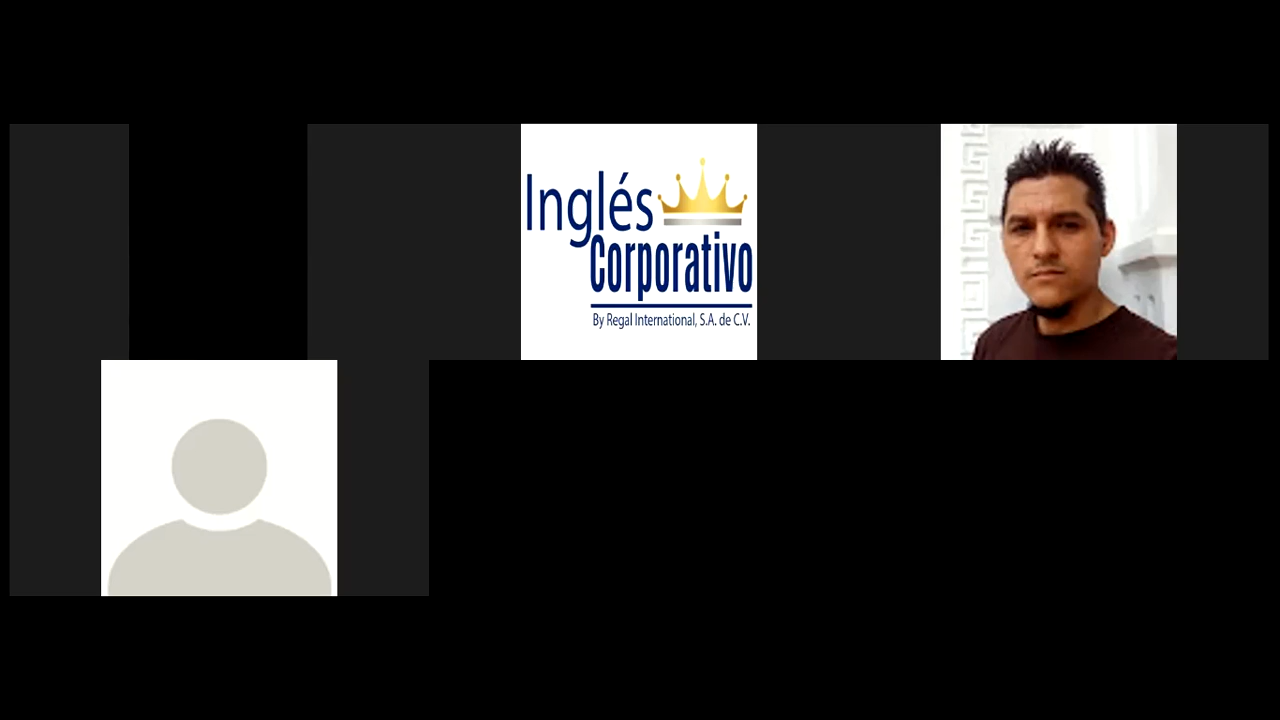 Inglés
Corporativo
By Regal International, S.A. de C.V.